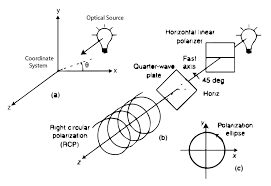 y
Optical Source
Coordinate
System
θ
x
z
(a)
Horizontal linear
polarizer
Quarter-wave
plate
Fast
axis
45 deg
Horiz
Right circular
polarization
(RCP)
z
(b)
Polarization
ellipse
y
x
(c)